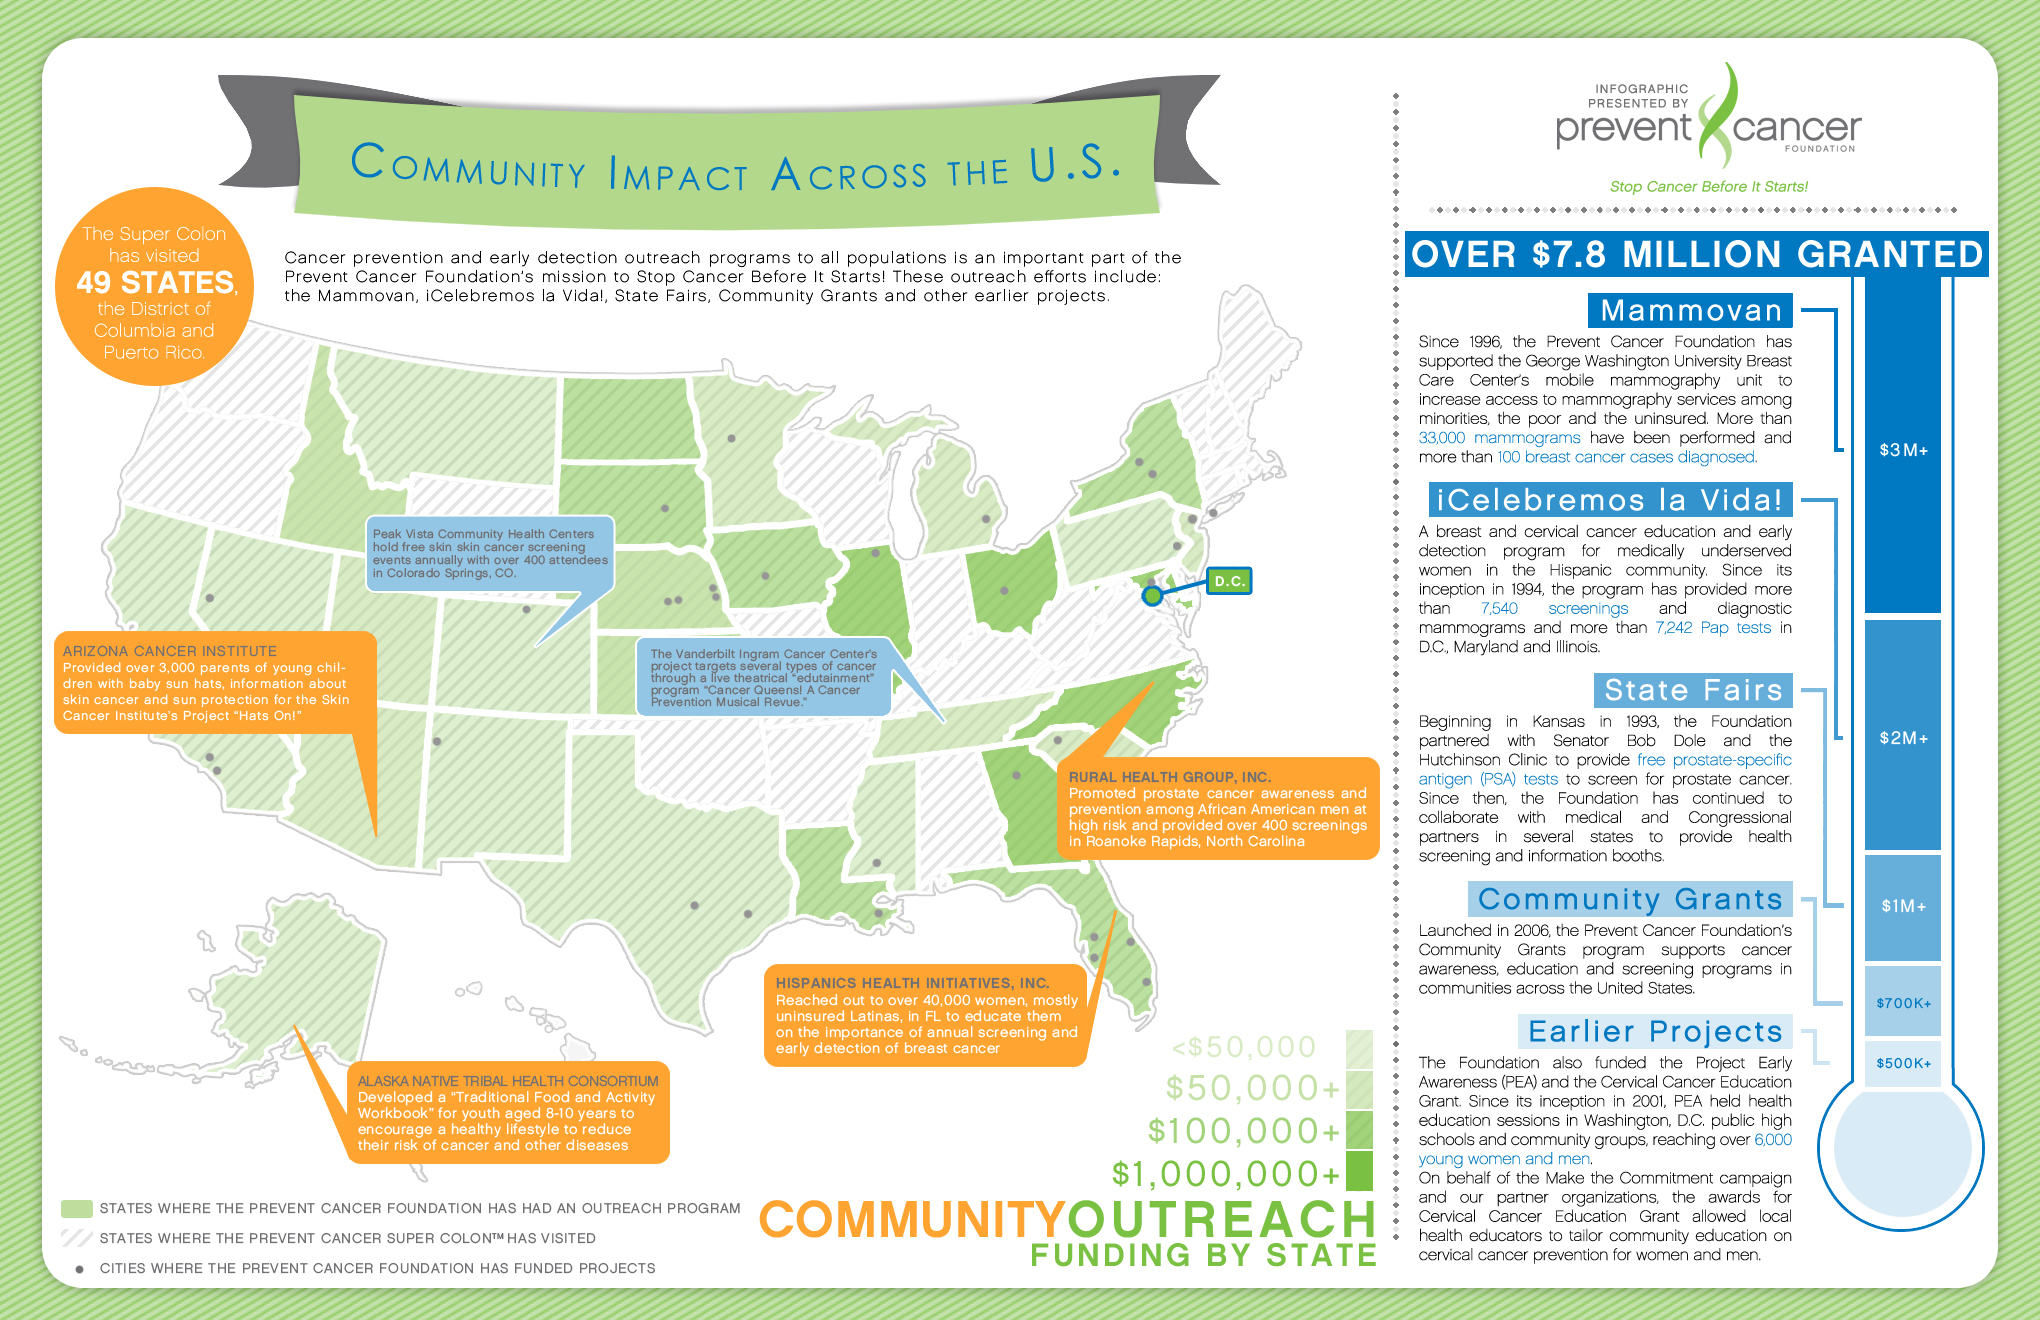 COMMUNITY IMPACT ACROSS THE U.S.
The Super Colon
has visited
49 STATES,
the District of
Columbia and
Puerto Rico.
Cancer prevention and early detection outreach programs to all populations is an important part of the
Prevent Cancer Foundation's mission to Stop Cancer Before It Starts! These outreach efforts include:
the Mammovan, iCelebremos la Vida!, State Fairs, Community Grants and other earlier projects.
Peak Vista Community Health Centers
hold free skin skin cancer screening
events annually with over 400 attendees
in Colorado Springs, CO.
D.C.
ARIZONA CANCER INSTITUTE
Provided over 3,000 parents of young chil-
dren with baby sun hats, information about
skin cancer and sun protection for the Skin
Cancer Institute's Project "Hats On!"
The Vanderbilt Ingram Cancer Center's
project targets several types of cancer
through a live theatrical "edutainment"
program "Cancer Queens! A Cancer
Prevention Musical Revue."
RURAL HEALTH GROUP, INC.
Promoted prostate cancer awareness and
prevention among African American men at
high risk and provided over 400 screenings
in Roanoke Rapids, North Carolina
HISPANICS HEALTH INITIATIVES, INC.
Reached out to over 40,000 women, mostly
uninsured Latinas, in FL to educate them
on the importance of annual screening and
early detection of breast cancer
ALASKA NATIVE TRIBAL HEALTH CONSORTIUM
Developed a "Traditional Food and Activity
Workbook" for youth aged 8-10 years to
encourage a healthy lifestyle to reduce
their risk of cancer and other diseases
<$50,000
$50,000+
$100,000+
$1,000,000+
COMMUNITYOUTREACH
FUNDING BY STATE
STATES WHERE THE PREVENT CANCER FOUNDATION HAS HAD AN OUTREACH PROGRAM
STATES WHERE THE PREVENT CANCER SUPER COLON™ HAS VISITED
CITIES WHERE THE PREVENT CANCER FOUNDATION HAS FUNDED PROJECTS
INFOGRAPHIC
PRESENTED BY
prevent cancer
FOUNDATION
Stop Cancer Before It Starts!
OVER $7.8 MILLION GRANTED
Mammovan
Since 1996, the Prevent Cancer Foundation has
supported the George Washington University Breast
Care Center's mobile mammography unit to
increase access to mammography services among
minorities, the poor and the uninsured. More than
33,000 mammograms have been performed and
more than 100 breast cancer cases diagnosed.
$3M+
iCelebremos la Vida!
A breast and cervical cancer education and early
detection program for medically underserved
women in the Hispanic community. Since its
inception in 1994, the program has provided more
than 7,540 screenings and diagnostic
mammograms and more than 7,242 Pap tests in
D.C., Maryland and Illinois.
$2M+
State Fairs
Beginning in Kansas in 1993, the Foundation
partnered with Senator Bob Dole and the
Hutchinson Clinic to provide free prostate-specific
antigen (PSA) tests to screen for prostate cancer.
Since then, the Foundation has continued to
collaborate with medical and Congressional
partners in several states to provide health
screening and information booths.
$1M+
Community Grants
Launched in 2006, the Prevent Cancer Foundation's
Community Grants program supports cancer
awareness, education and screening programs in
communities across the United States.
$700K+
Earlier Projects
The Foundation also funded the Project Early
Awareness (PEA) and the Cervical Cancer Education
Grant. Since its inception in 2001, PEA held health
education sessions in Washington, D.C. public high
schools and community groups, reaching over 6,000
young women and men.
On behalf of the Make the Commitment campaign
and our partner organizations, the awards for
Cervical Cancer Education Grant allowed local
health educators to tailor community education on
cervical cancer prevention for women and men.
$500K+